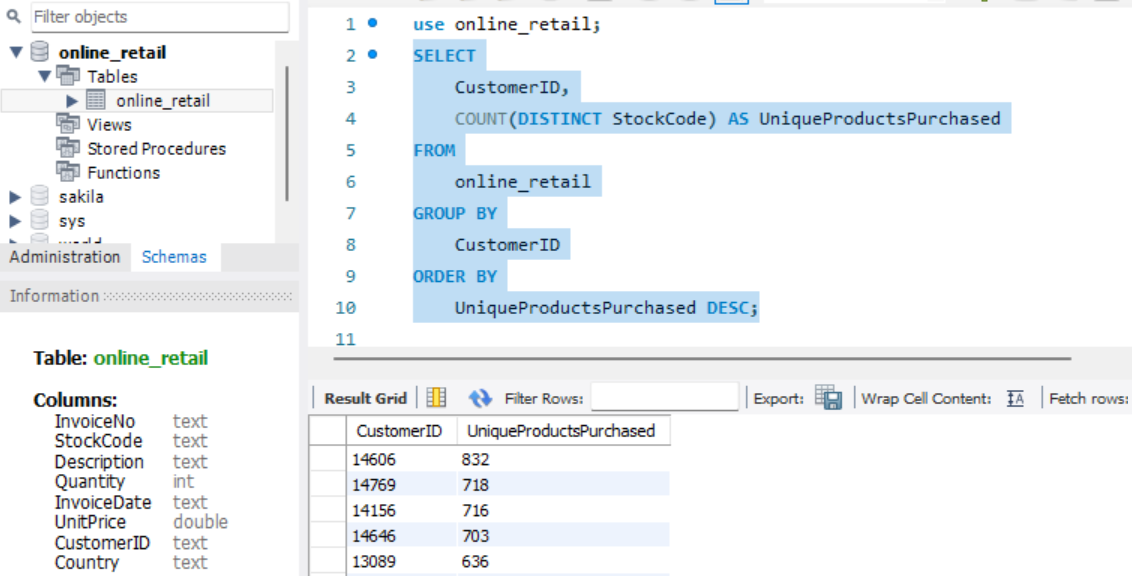 Filter objects
online_retail
Tables
online_retail
Views
Stored Procedures
Functions
sakila
sys
Administration Schemas
Information
Table: online_retail
Columns:
InvoiceNo text
StockCode text
Description text
Quantity int
InvoiceDate text
UnitPrice double
CustomerID text
Country text
1 use online_retail;
2 SELECT
3 CustomerID,
4 COUNT(DISTINCT StockCode) AS UniqueProductsPurchased
5 FROM
6 online_retail
7 GROUP BY
8 CustomerID
9 ORDER BY
10 UniqueProductsPurchased DESC;
11
Result Grid Filter Rows: Export: Wrap Cell Content: Fetch rows:
CustomerID UniqueProductsPurchased
14606 832
14769 718
14156 716
14646 703
13089 636